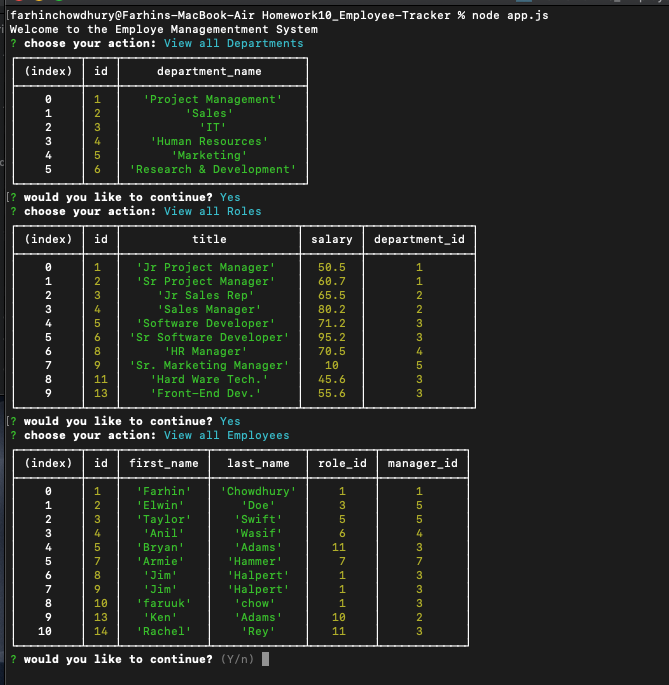 [farhinchowdhury@Farhins-MacBook-Air Homework10_Employee-Tracker % node app.js
Welcome to the Employe Managementment System
? choose your action: View all Departments
(index) id department_name
0 1 'Project Management'
1 2 'Sales'
2 3 'IT'
3 4 'Human Resources'
4 5 'Marketing'
5 6 'Research & Development'
[? would you like to continue? Yes
? choose your action: View all Roles
(index) id title salary department_id
0 1 'Jr Project Manager' 50.5 1
1 2 'Sr Project Manager' 60.7 1
2 3 'Jr Sales Rep' 65.5 2
3 4 'Sales Manager' 80.2 2
4 5 'Software Developer' 71.2 3
5 6 'Sr Software Developer' 95.2 3
6 8 'HR Manager' 70.5 4
7 9 'Sr. Marketing Manager' 10 5
8 11 'Hard Ware Tech.' 45.6 3
9 13 'Front-End Dev.' 55.6 3
[? would you like to continue? Yes
? choose your action: View all Employees
(index) id first_name last_name role_id manager_id
0 1 'Farhin' 'Chowdhury' 1 1
1 2 'Elwin' 'Doe' 3 5
2 3 'Taylor' 'Swift' 5 5
3 4 'Anil' 'Wasif' 6 4
4 5 'Bryan' 'Adams' 11 3
5 7 'Armie' 'Hammer' 7 7
6 8 'Jim' 'Halpert' 1 3
7 9 'Jim' 'Halpert' 1 3
8 10 'faruuk' 'chow' 1 3
9 13 'Ken' 'Adams' 10 2
10 14 'Rachel' 'Rey' 11 3
? would you like to continue? (Y/n)